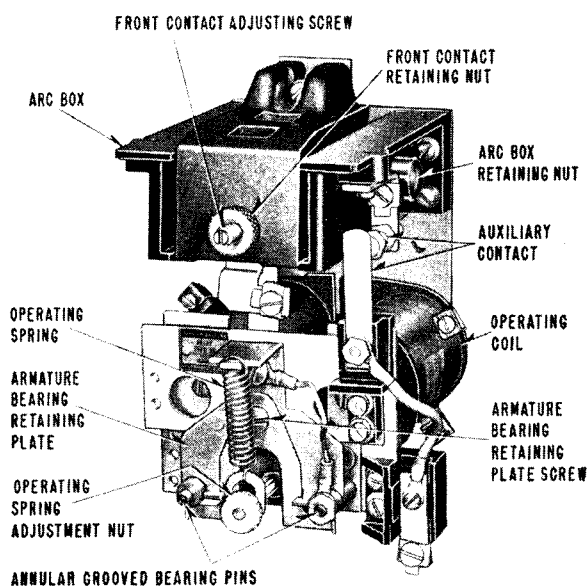 FRONT CONTACT ADJUSTING SCREW
FRONT CONTACT
RETAINING NUT
ARC BOX
ARC BOX
RETAINING NUT
AUXILIARY
CONTACT
OPERATING
SPRING
OPERATING
COIL
ARMATURE
BEARING
RETAINING
PLATE
ARMATURE
BEARING
RETAINING
PLATE SCREW
OPERATING
SPRING
ADJUSTMENT NUT
ANNULAR GROOVED BEARING PINS